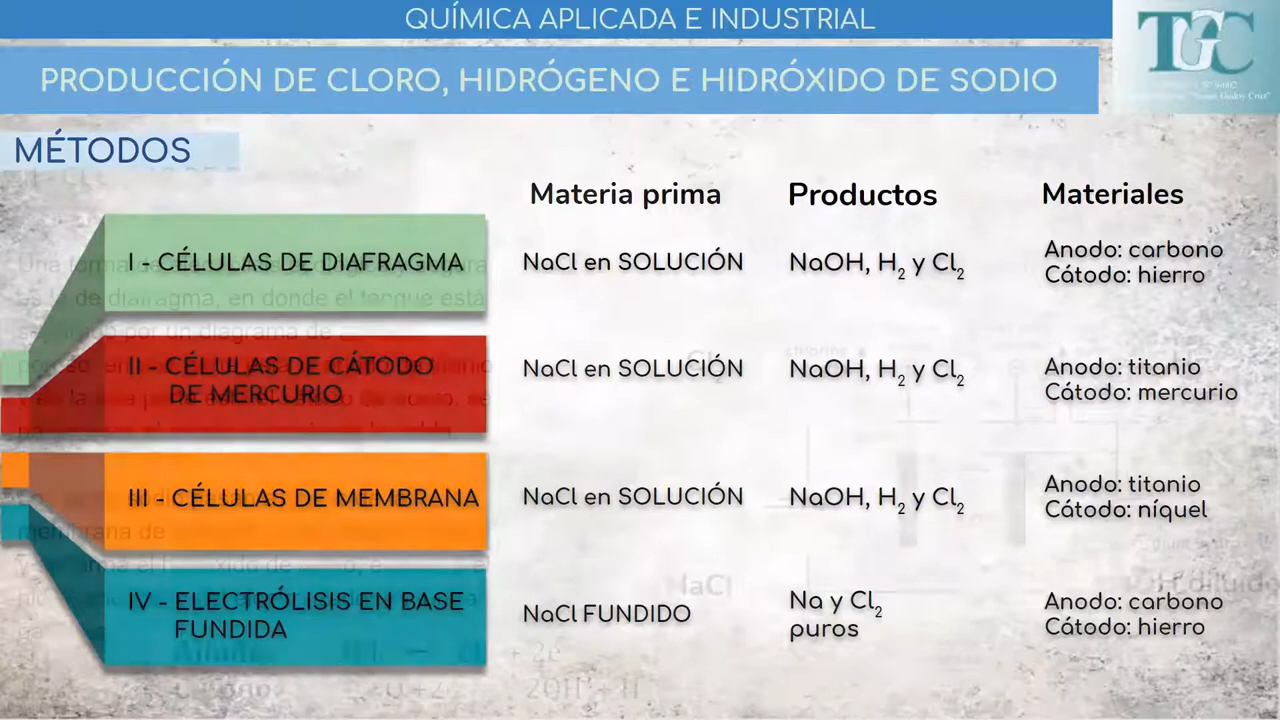 QUÍMICA APLICADA E INDUSTRIAL
TGC
PRODUCCIÓN DE CLORO, HIDRÓGENO E HIDRÓXIDO DE SODIO
MÉTODOS
Materia prima
Productos
Materiales
I - CÉLULAS DE DIAFRAGMA
NaCl en SOLUCIÓN
NaOH, H₂ y Cl₂
Anodo: carbono
Cátodo: hierro
II - CÉLULAS DE CÁTODO
DE MERCURIO
NaCl en SOLUCIÓN
NaOH, H₂ y Cl₂
Anodo: titanio
Cátodo: mercurio
III - CÉLULAS DE MEMBRANA
NaCl en SOLUCIÓN
NaOH, H₂ y Cl₂
Anodo: titanio
Cátodo: níquel
IV - ELECTRÓLISIS EN BASE
FUNDIDA
NaCl FUNDIDO
Na y Cl₂
puros
Anodo: carbono
Cátodo: hierro